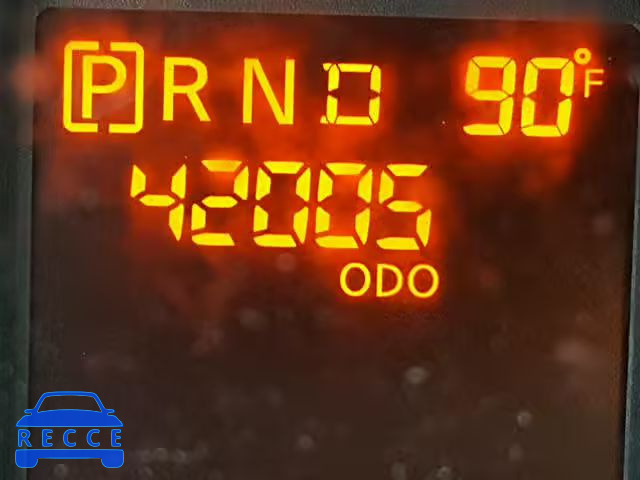 [P] R N D 90°F
42005
ODO
RECCE